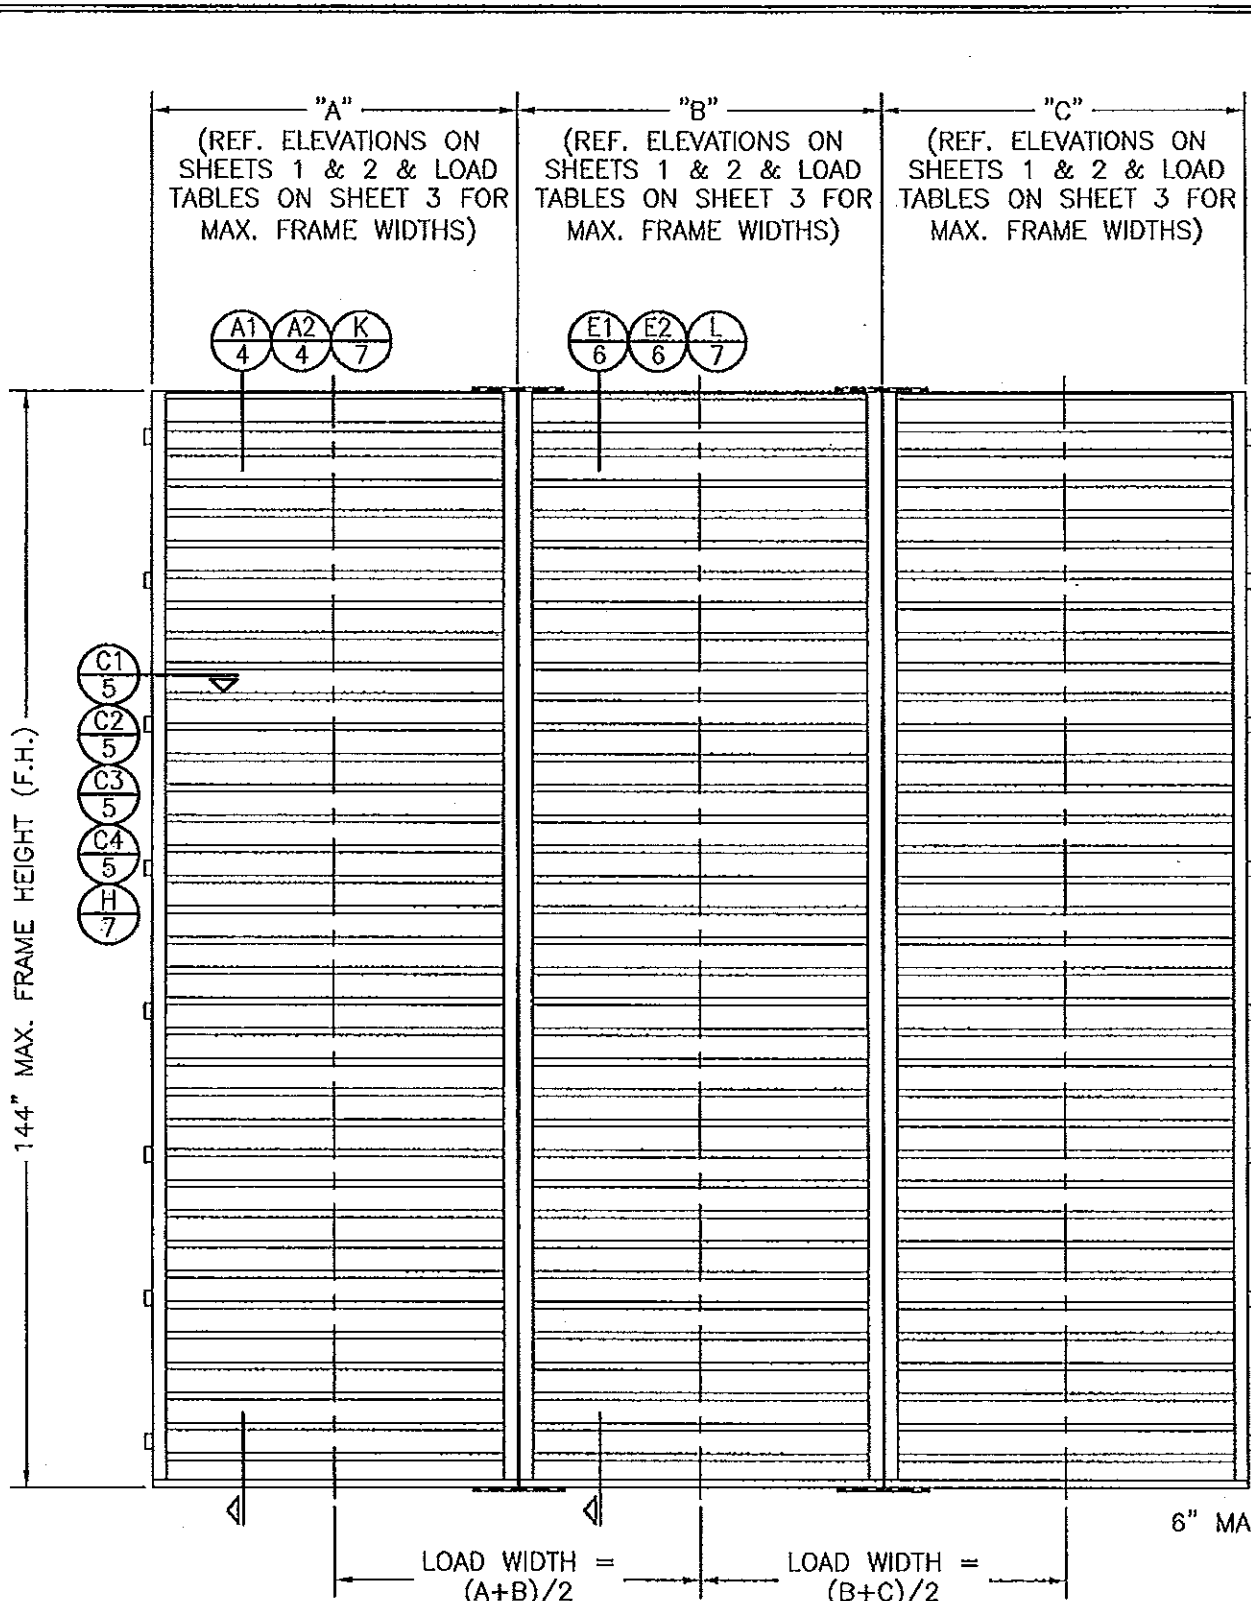 "A"
(REF. ELEVATIONS ON
SHEETS 1 & 2 & LOAD
TABLES ON SHEET 3 FOR
MAX. FRAME WIDTHS)
"B"
(REF. ELEVATIONS ON
SHEETS 1 & 2 & LOAD
TABLES ON SHEET 3 FOR
MAX. FRAME WIDTHS)
"C"
(REF. ELEVATIONS ON
SHEETS 1 & 2 & LOAD
TABLES ON SHEET 3 FOR
MAX. FRAME WIDTHS)
A1
4
A2
4
K
7
E1
6
E2
6
L
7
C1
5
C2
5
C3
5
C4
5
H
7
144" MAX. FRAME HEIGHT (F.H.)
6" MA
LOAD WIDTH =
(A+B)/2
LOAD WIDTH =
(B+C)/2